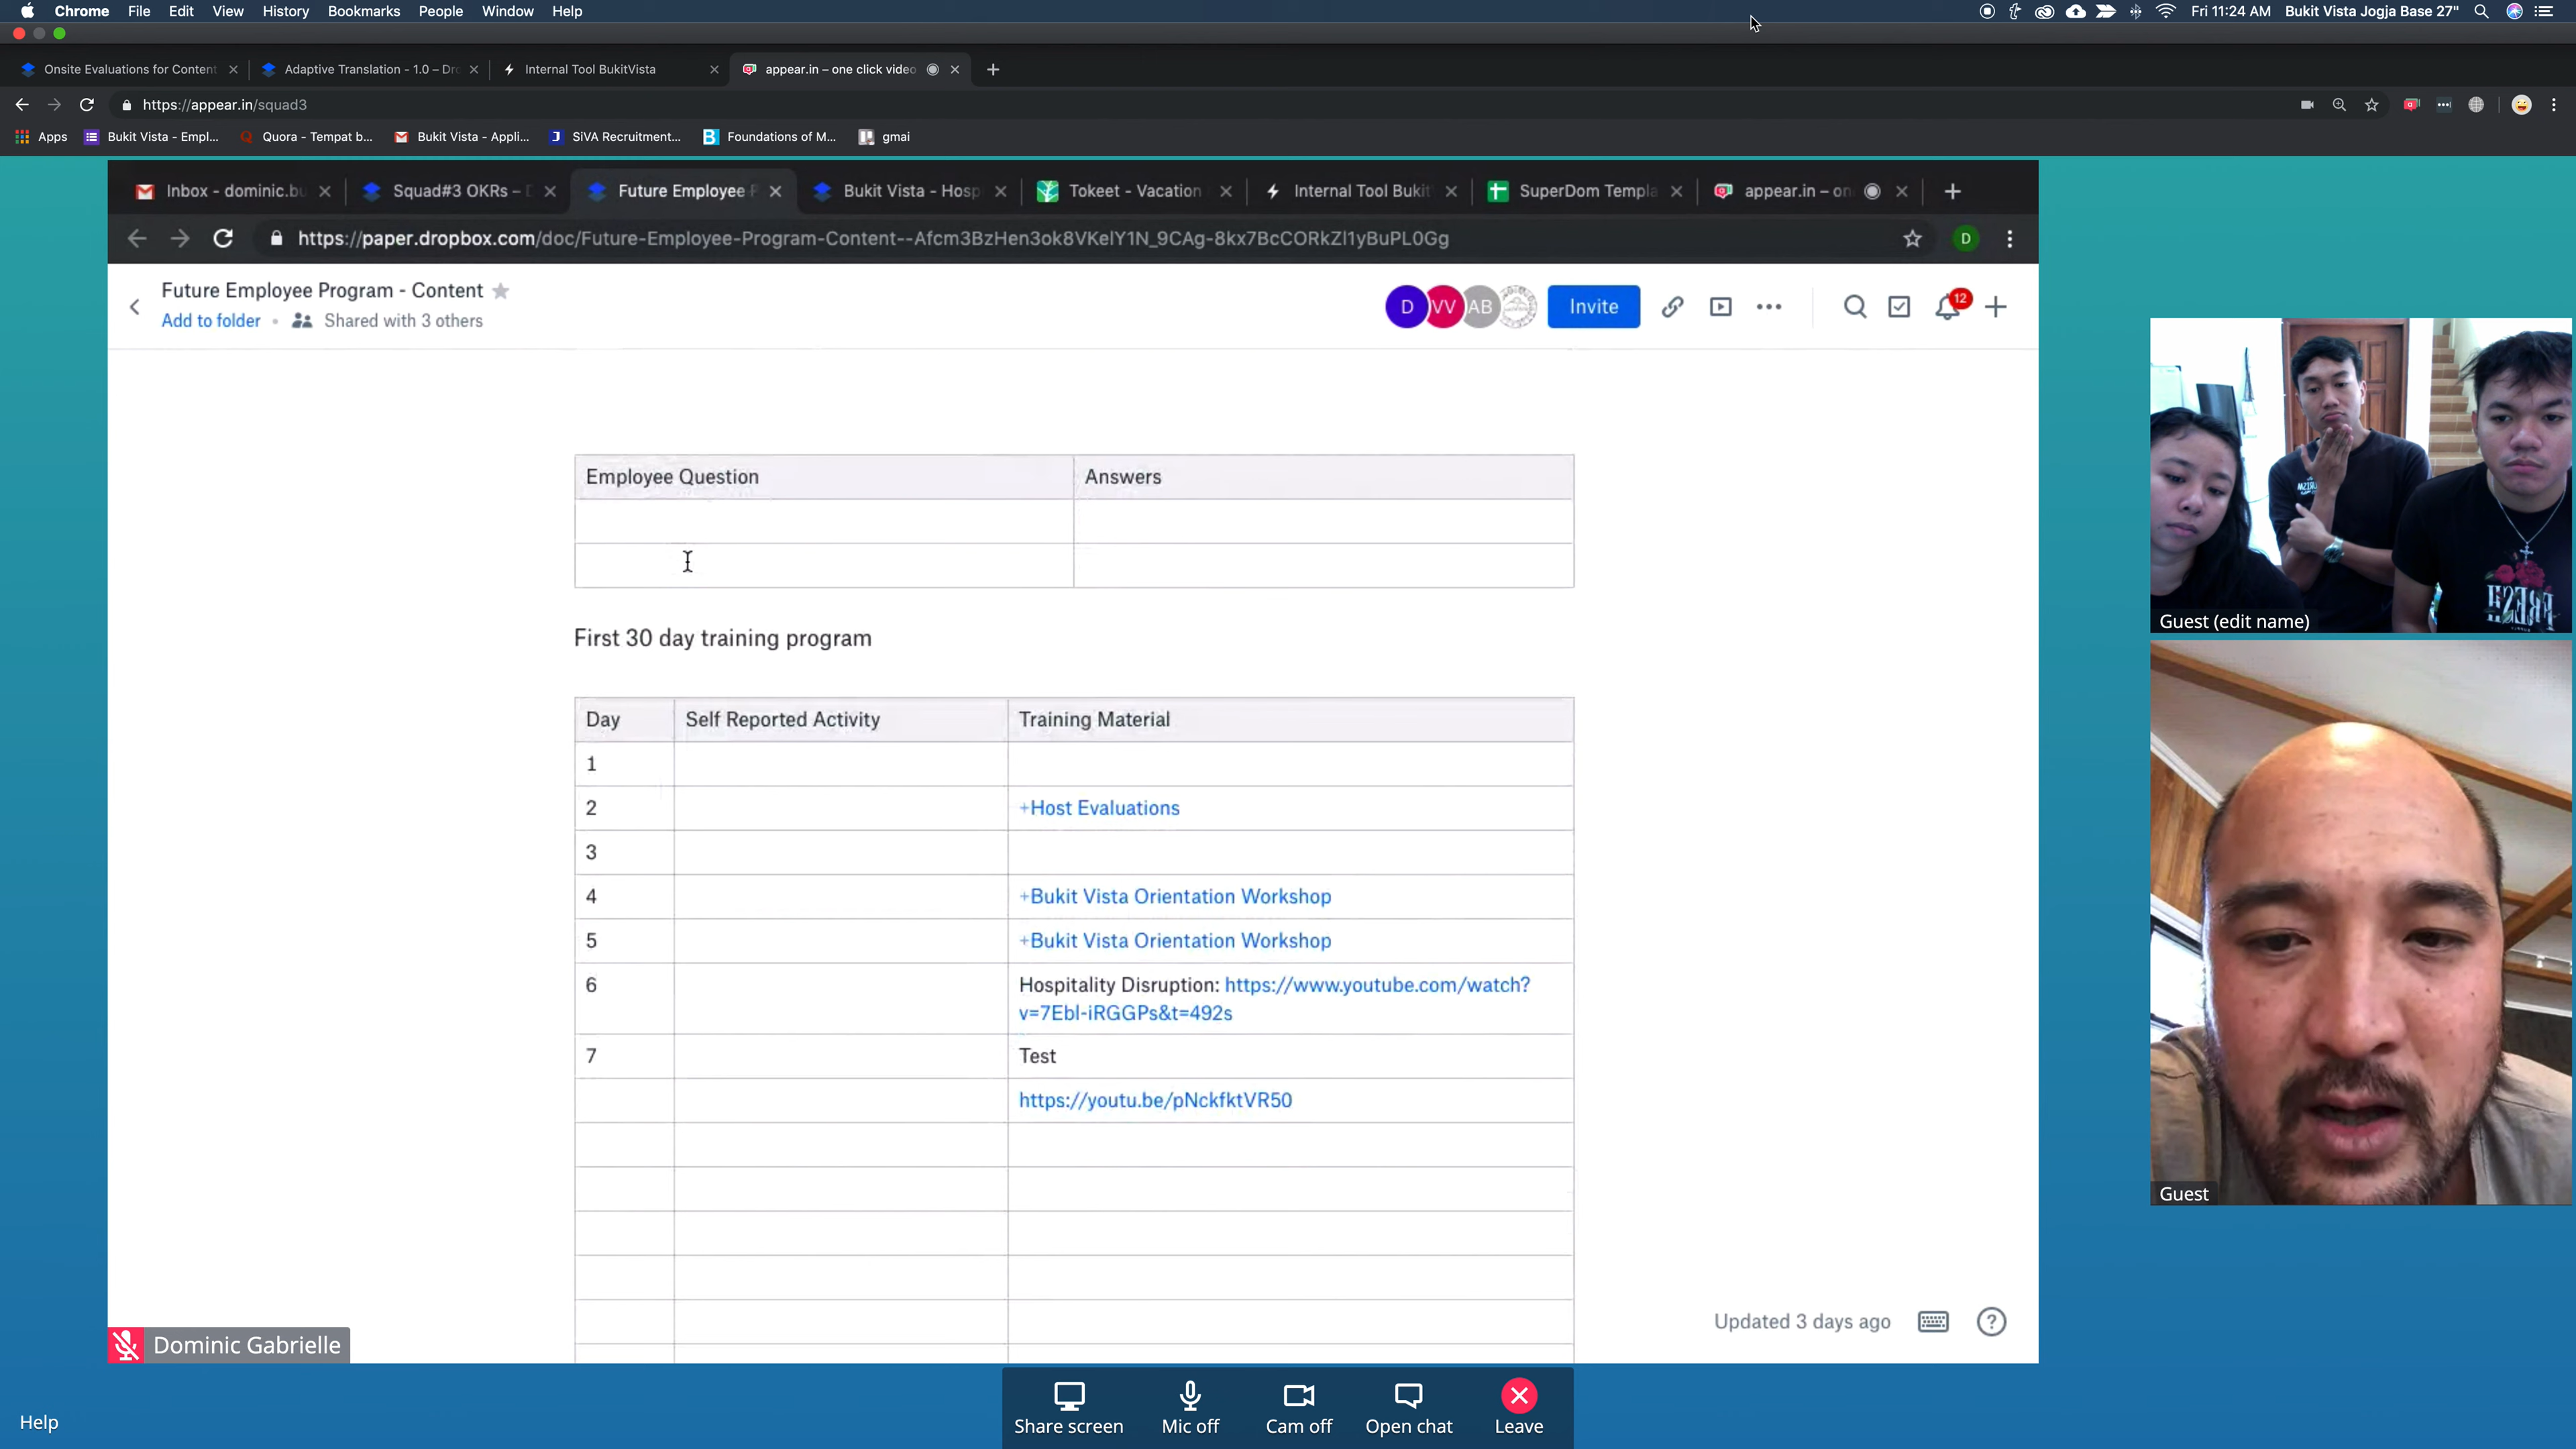 Chrome File Edit View History Bookmarks People Window Help
Fri 11:24 AM Bukit Vista Jogja Base 27"
Onsite Evaluations for Content
Adaptive Translation - 1.0 – Dro
Internal Tool BukitVista
appear.in – one click video
https://appear.in/squad3
Apps
Bukit Vista - Empl...
Quora - Tempat b...
Bukit Vista - Appli...
SiVA Recruitment...
Foundations of M...
gmai
Inbox - dominic.bu
Squad#3 OKRs – D
Future Employee P
Bukit Vista - Hosp
Tokeet - Vacation
Internal Tool Bukit
SuperDom Templa
appear.in – on
https://paper.dropbox.com/doc/Future-Employee-Program-Content--Afcm3BzHen3ok8VKelY1N_9CAg-8kx7BcCORkZl1yBuPL0Gg
D
Future Employee Program - Content
Add to folder • Shared with 3 others
D VV AB
Invite
12
Employee Question Answers
First 30 day training program
Day Self Reported Activity Training Material
1
2 +Host Evaluations
3
4 +Bukit Vista Orientation Workshop
5 +Bukit Vista Orientation Workshop
6 Hospitality Disruption: https://www.youtube.com/watch?
v=7Ebl-iRGGPs&t=492s
7 Test
https://youtu.be/pNckfktVR50
Updated 3 days ago
?
Dominic Gabrielle
Guest (edit name)
Guest
Help
Share screen
Mic off
Cam off
Open chat
Leave